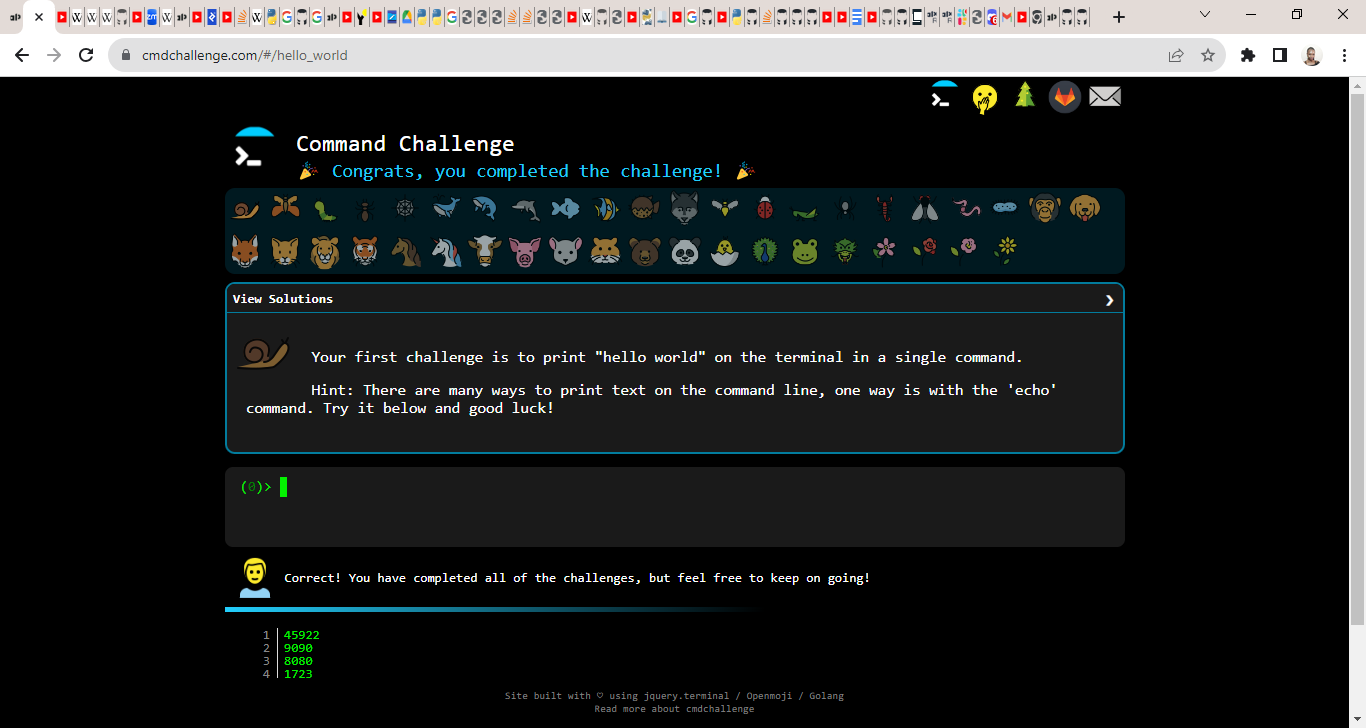 cmdchallenge.com/#/hello_world
Command Challenge
Congrats, you completed the challenge!
View Solutions
Your first challenge is to print "hello world" on the terminal in a single command.
Hint: There are many ways to print text on the command line, one way is with the 'echo'
command. Try it below and good luck!
(0)>
Correct! You have completed all of the challenges, but feel free to keep on going!
1 45922
2 9090
3 8080
4 1723
Site built with ♡ using jquery.terminal / Openmoji / Golang
Read more about cmdchallenge